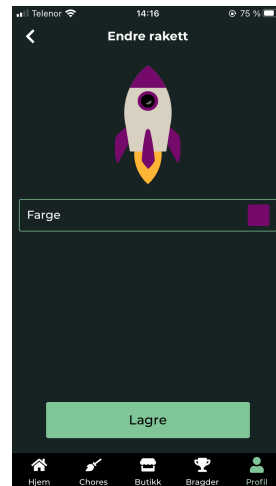 Telenor 14:16 75 %
Endre rakett
Farge
Lagre
Hjem Chores Butikk Bragder Profil